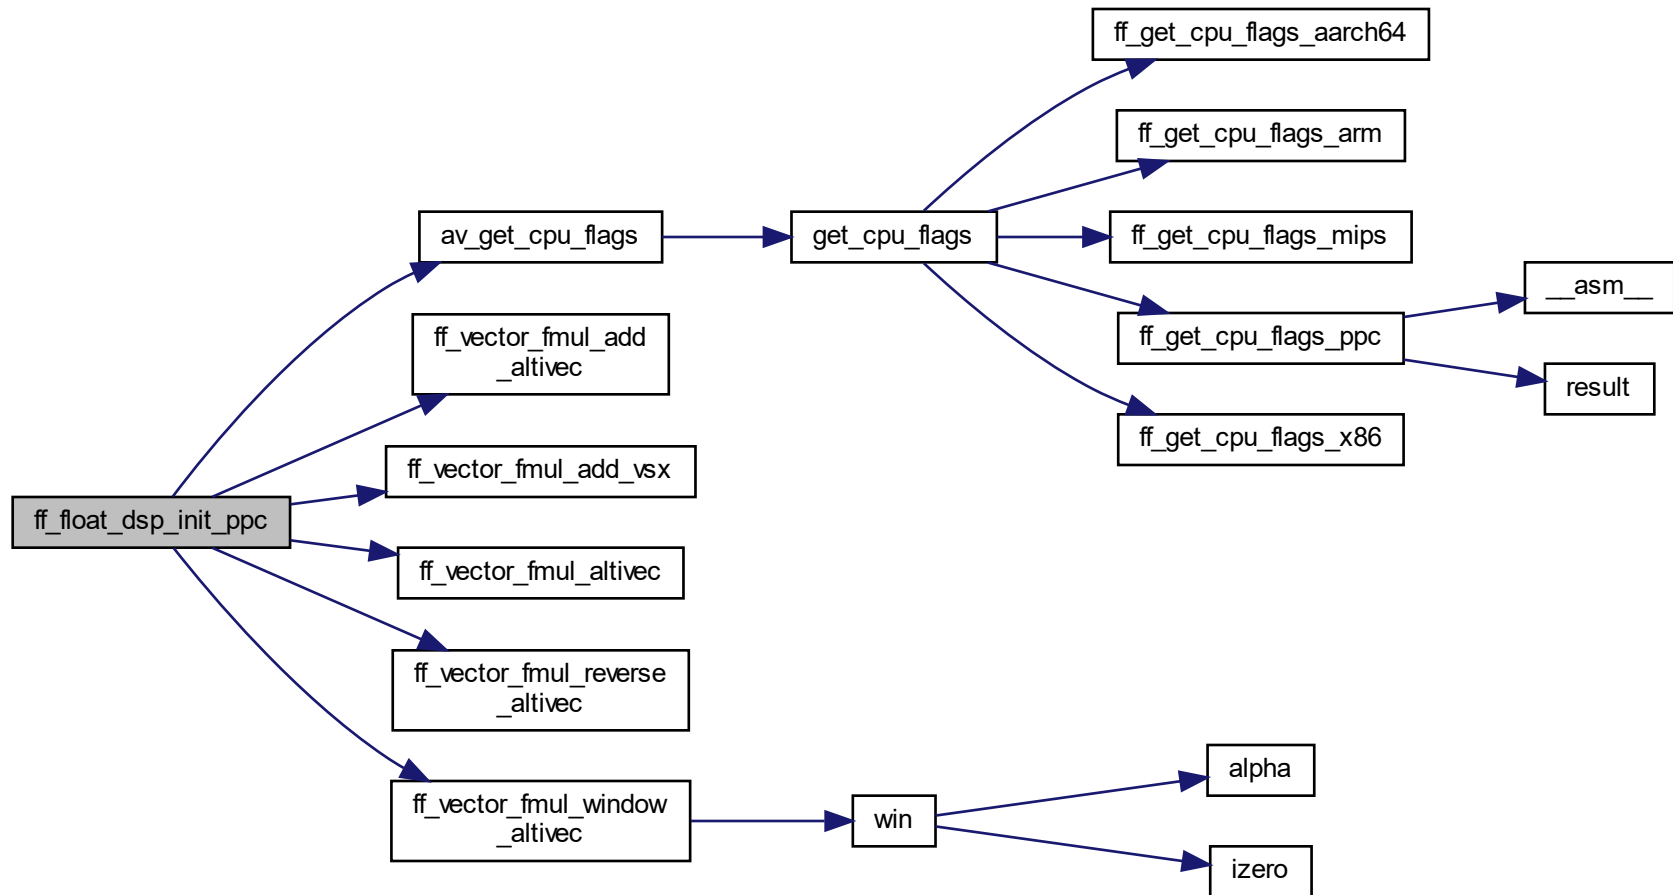 ff_get_cpu_flags_aarch64
ff_get_cpu_flags_arm
av_get_cpu_flags
get_cpu_flags
ff_get_cpu_flags_mips
__asm__
ff_vector_fmul_add
_altivec
ff_get_cpu_flags_ppc
result
ff_get_cpu_flags_x86
ff_vector_fmul_add_vsx
ff_float_dsp_init_ppc
ff_vector_fmul_altivec
ff_vector_fmul_reverse
_altivec
alpha
ff_vector_fmul_window
_altivec
win
izero